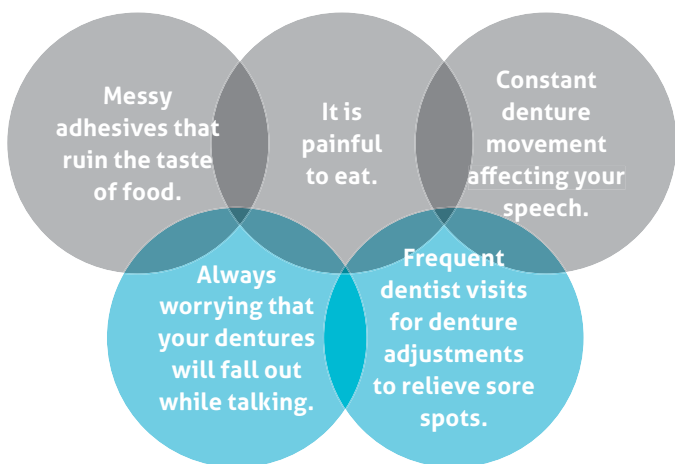 Messy
adhesives that
ruin the taste
of food.
It is
painful
to eat.
Constant
denture
movement
affecting your
speech.
Always
worrying that
your dentures
will fall out
while talking.
Frequent
dentist visits
for denture
adjustments
to relieve sore
spots.